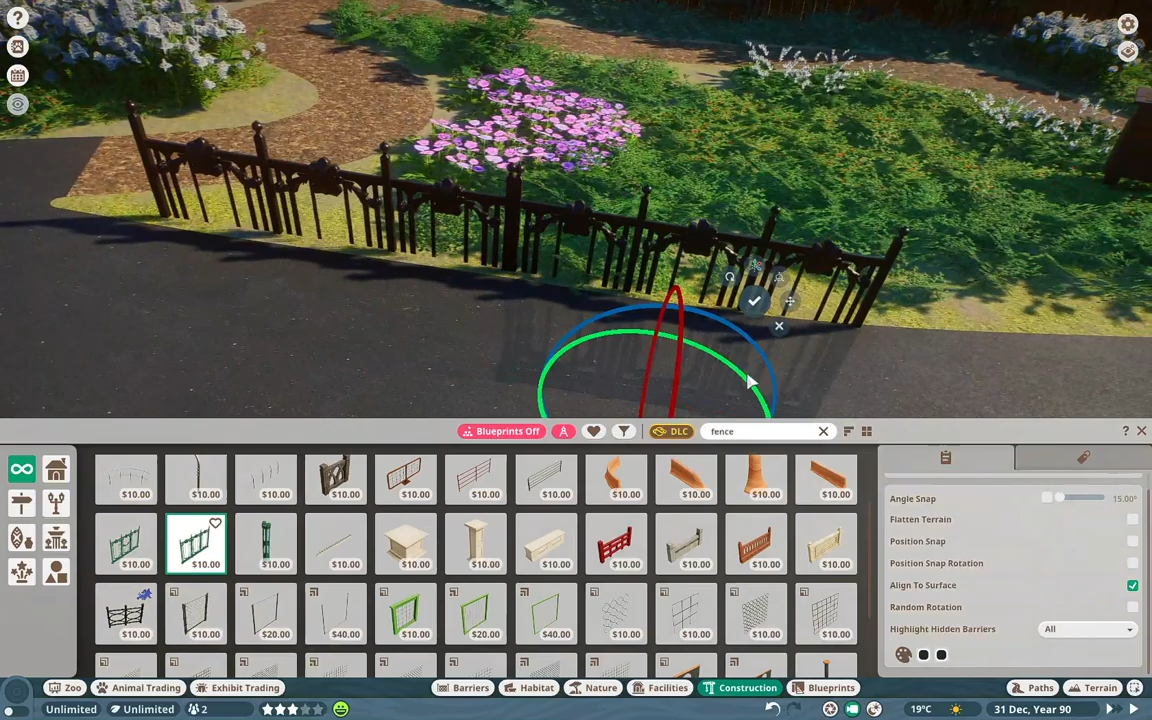 ?
Blueprints Off
DLC
fence
?
$10.00 $10.00 $10.00 $10.00 $10.00 $10.00 $10.00 $10.00 $10.00 $10.00 $10.00
$10.00 $10.00 $10.00 $10.00 $10.00 $10.00 $10.00 $10.00 $10.00 $10.00 $10.00
$10.00 $10.00 $20.00 $40.00 $10.00 $20.00 $40.00 $10.00 $10.00 $10.00 $10.00
Angle Snap 15.00°
Flatten Terrain
Position Snap
Position Snap Rotation
Align To Surface
Random Rotation
Highlight Hidden Barriers All
Zoo Animal Trading Exhibit Trading Barriers Habitat Nature Facilities Construction Blueprints Paths Terrain
Unlimited Unlimited 2 19°C 31 Dec, Year 90